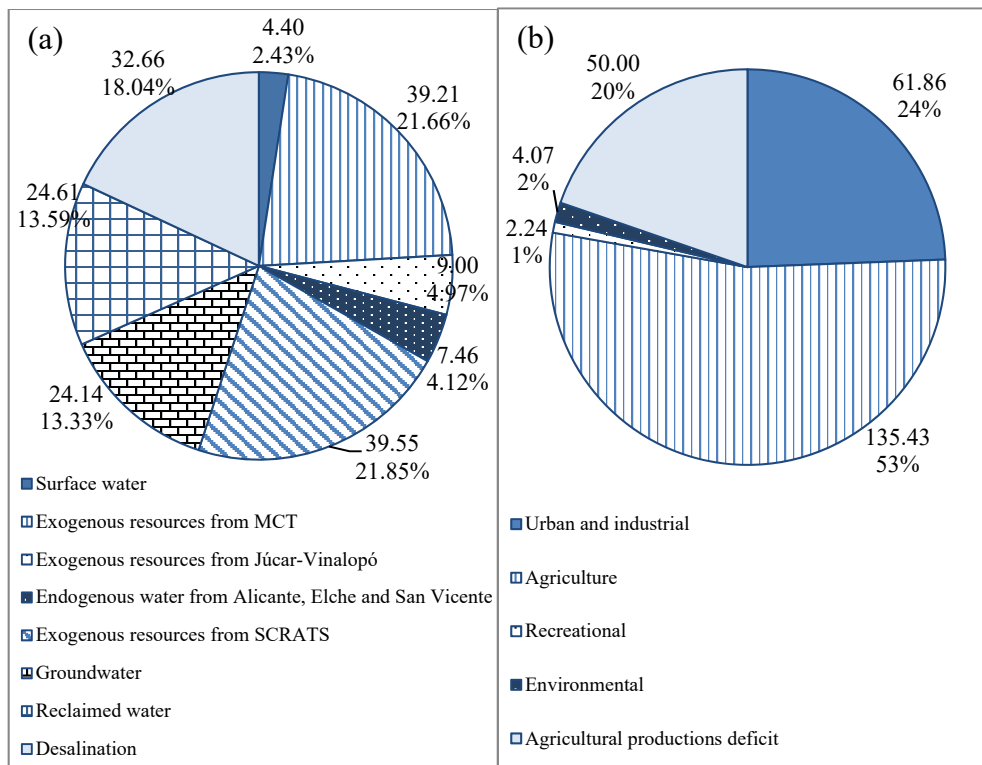 (a)
4.40
2.43%
39.21
21.66%
9.00
4.97%
7.46
4.12%
39.55
21.85%
24.14
13.33%
24.61
13.59%
32.66
18.04%
Surface water
Exogenous resources from MCT
Exogenous resources from Júcar-Vinalopó
Endogenous water from Alicante, Elche and San Vicente
Exogenous resources from SCRATS
Groundwater
Reclaimed water
Desalination
(b)
61.86
24%
135.43
53%
2.24
1%
4.07
2%
50.00
20%
Urban and industrial
Agriculture
Recreational
Environmental
Agricultural productions deficit